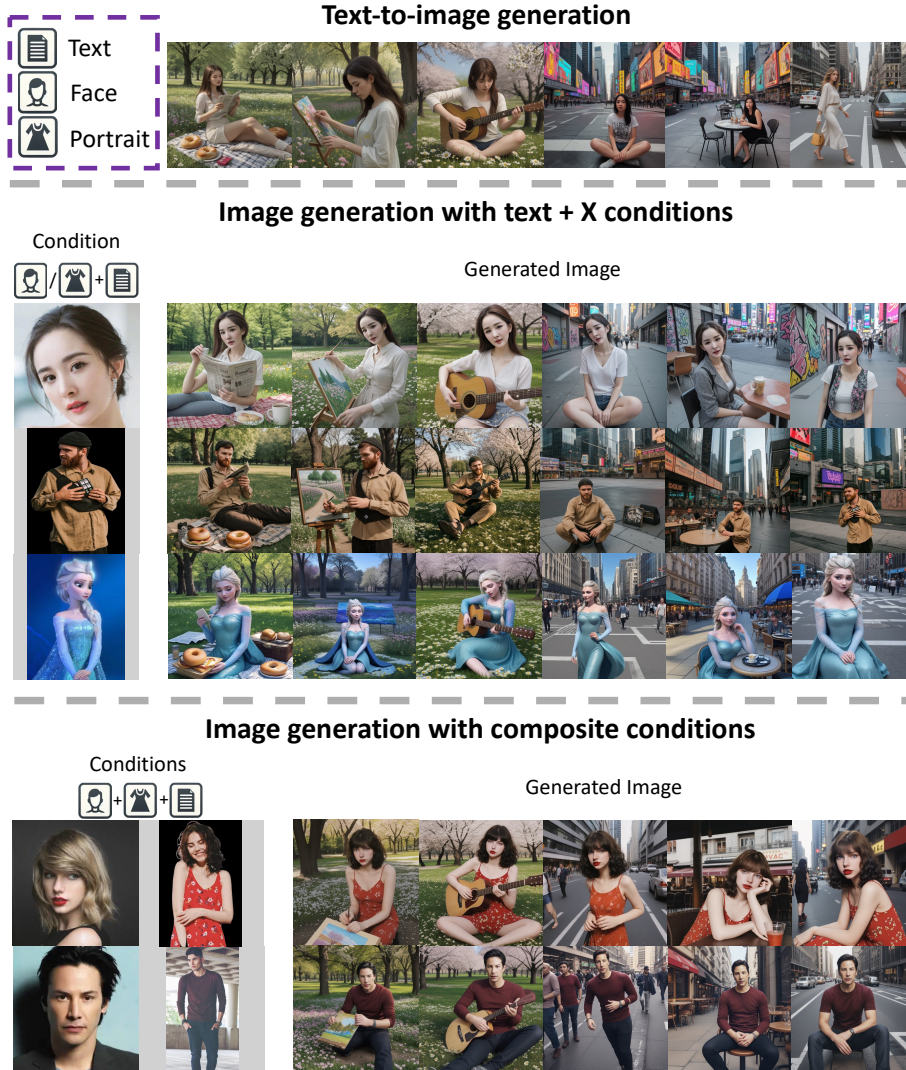 Text-to-image generation
Text
Face
Portrait
Image generation with text + X conditions
Condition
/ +
Generated Image
Image generation with composite conditions
Conditions
+ +
Generated Image